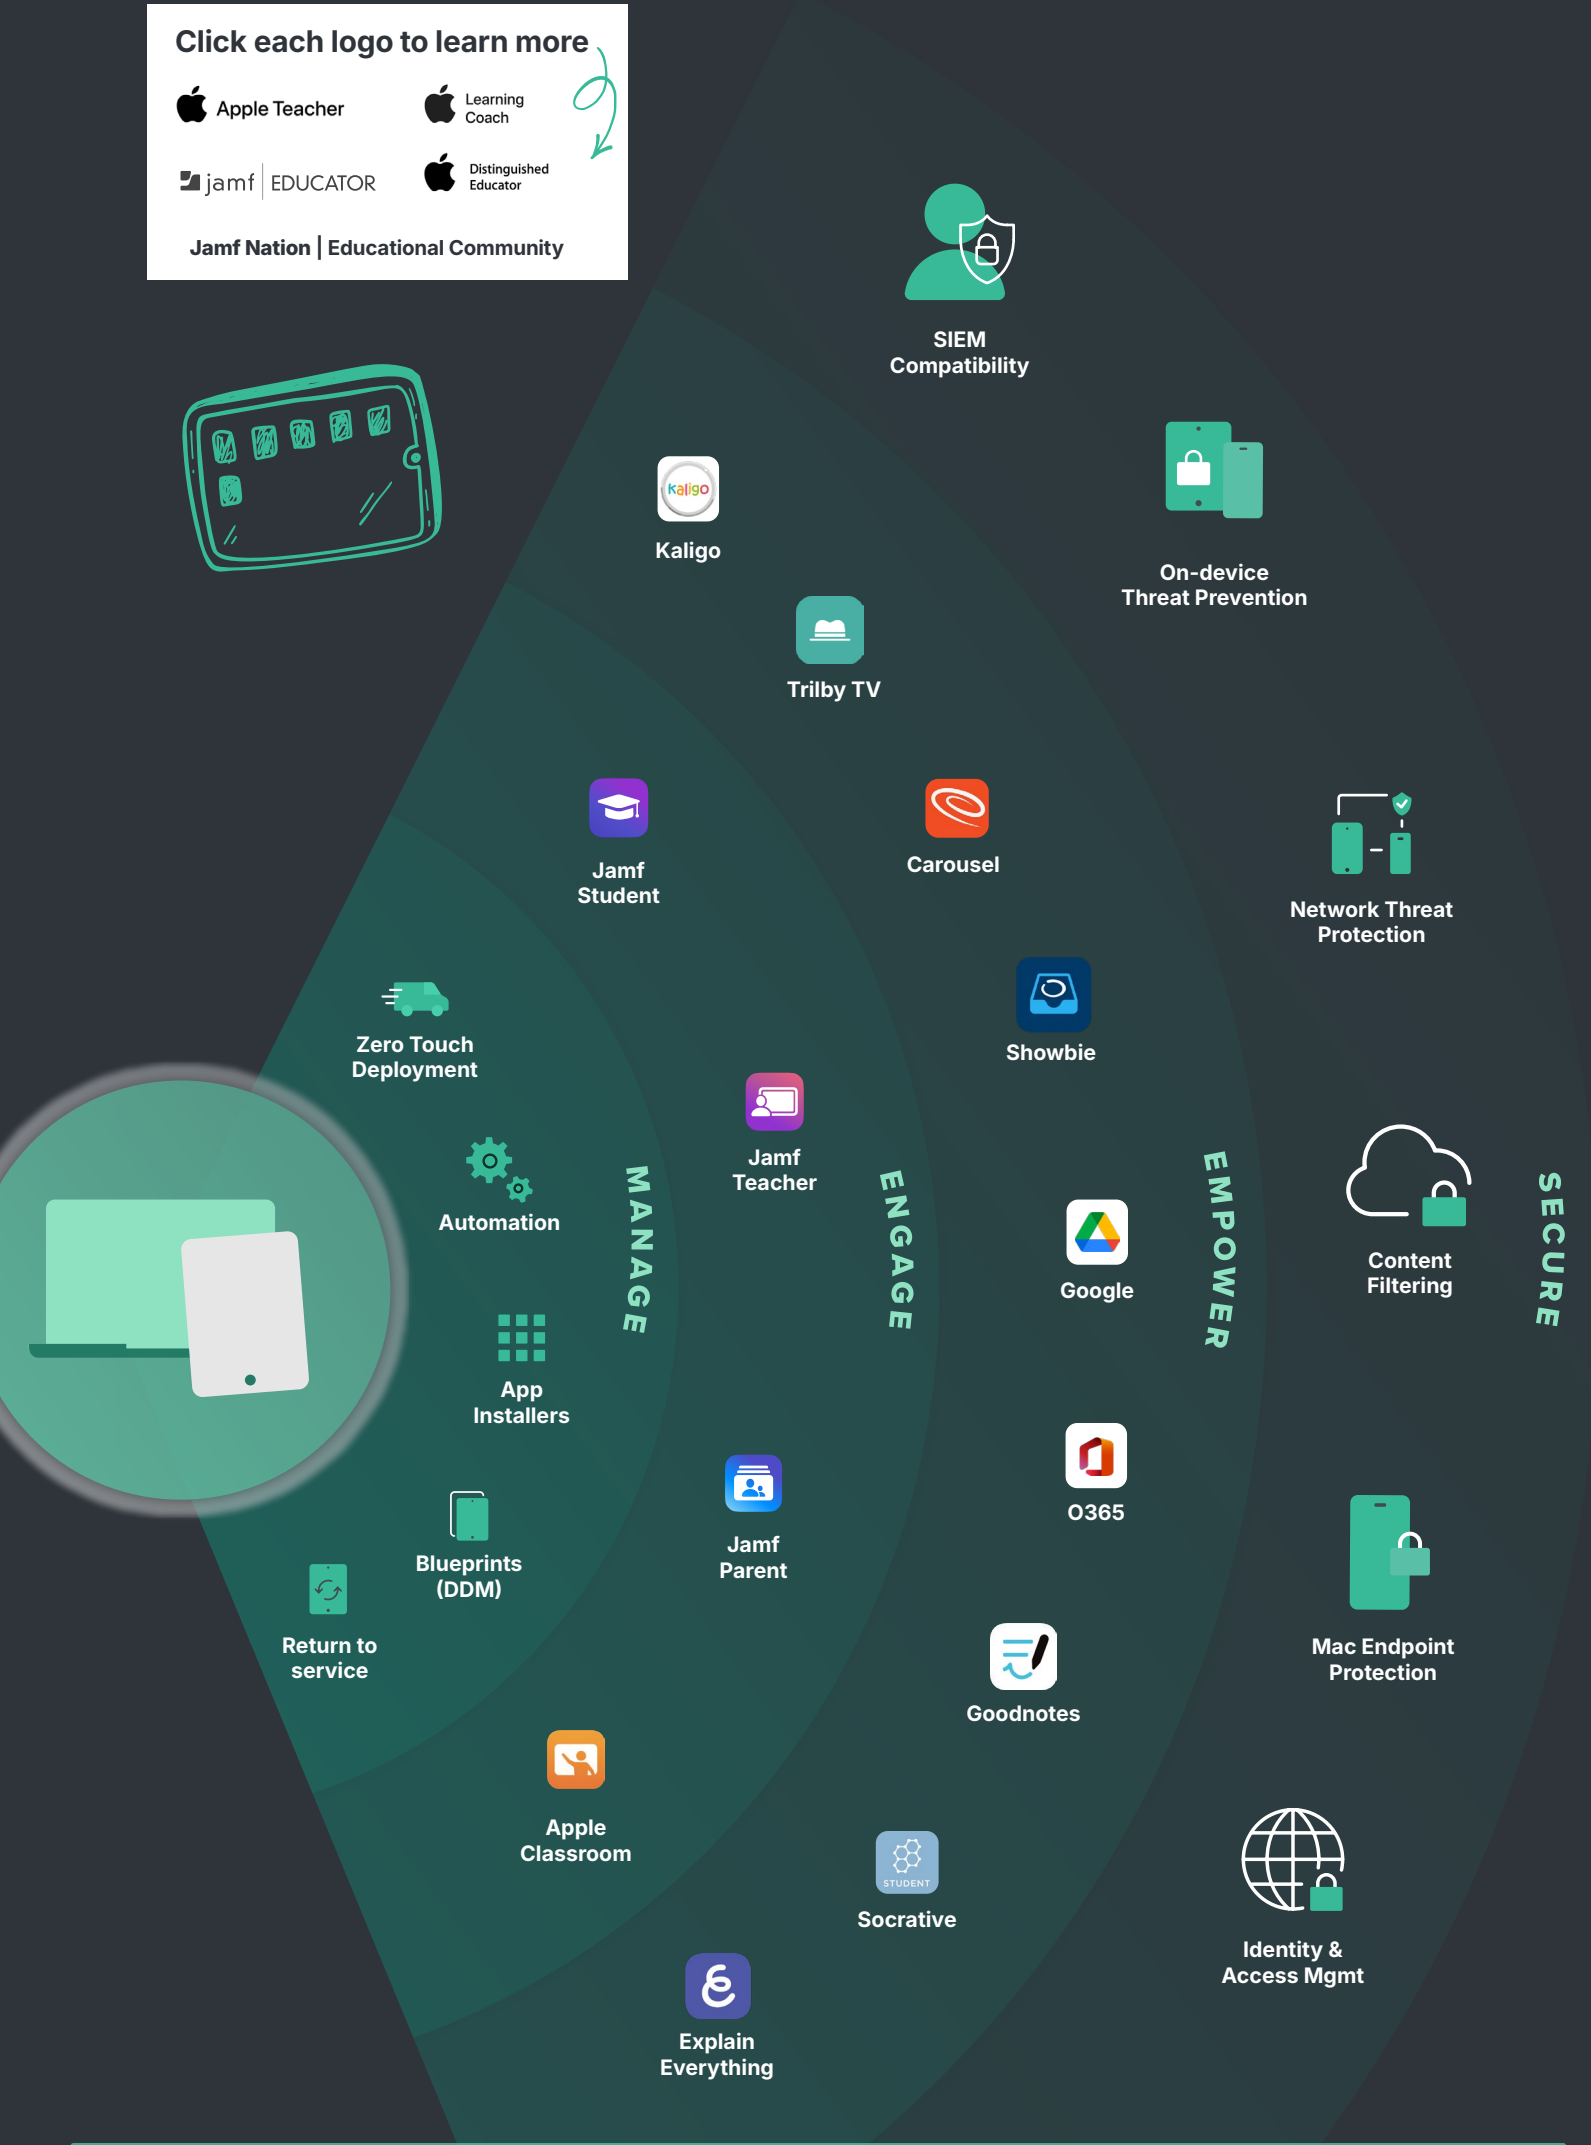 Click each logo to learn more
Apple Teacher
Learning
Coach
jamf | EDUCATOR
Distinguished
Educator
Jamf Nation | Educational Community
SIEM
Compatibility
kaligo
Kaligo
On-device
Threat Prevention
Trilby TV
Jamf
Student
Carousel
Network Threat
Protection
Zero Touch
Deployment
Showbie
Jamf
Teacher
Automation
MANAGE
ENGAGE
Google
EMPOWER
Content
Filtering
SECURE
App
Installers
O365
Jamf
Parent
Blueprints
(DDM)
Return to
service
Mac Endpoint
Protection
Goodnotes
Apple
Classroom
STUDENT
Socrative
Identity &
Access Mgmt
Explain
Everything